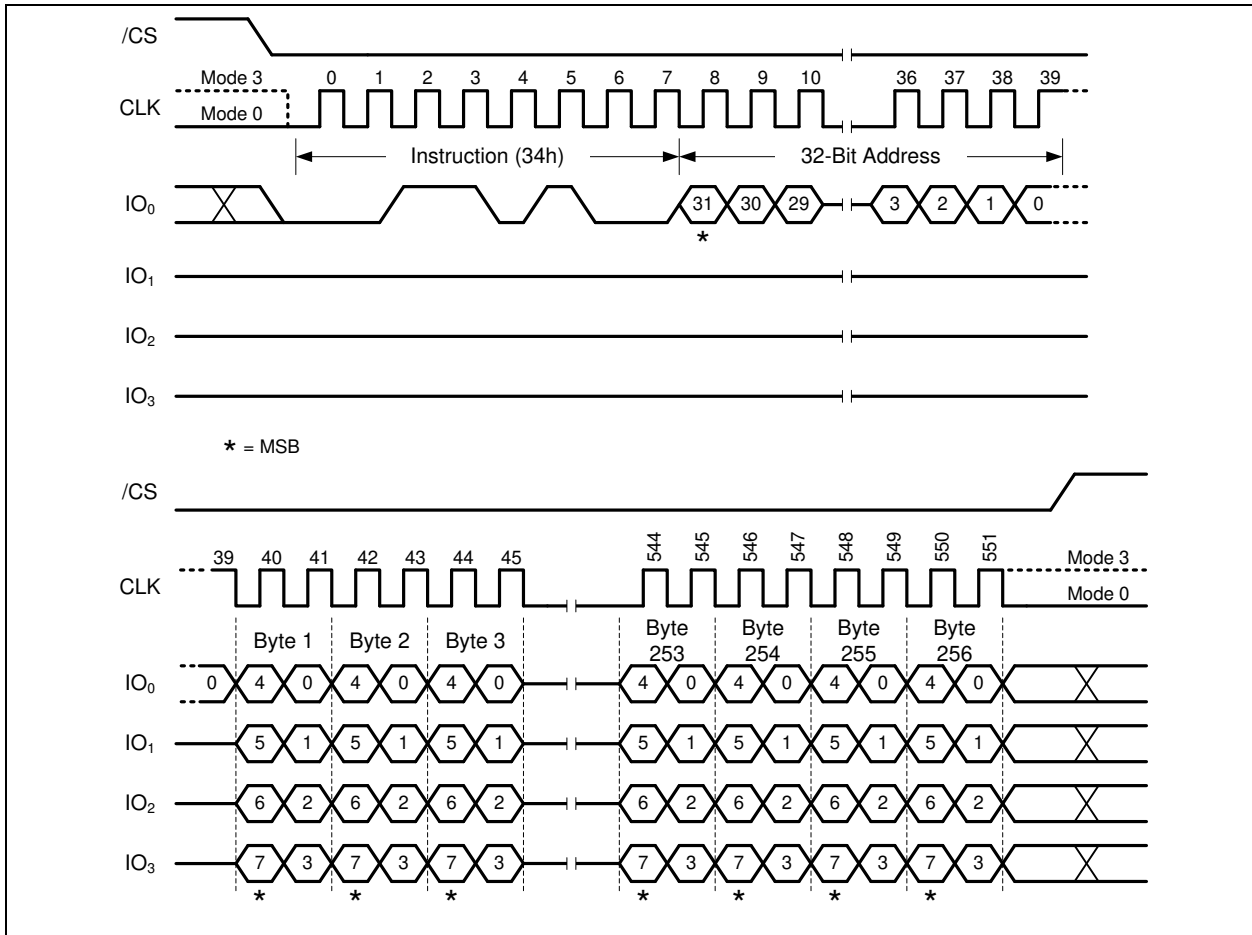 /CS
Mode 3 0 1 2 3 4 5 6 7 8 9 10 36 37 38 39
CLK
Mode 0
Instruction (34h) 32-Bit Address
IO₀ 31 30 29 3 2 1 0
*
IO₁
IO₂
IO₃
* = MSB
/CS
39 40 41 42 43 44 45 544 545 546 547 548 549 550 551 Mode 3
CLK
Mode 0
Byte 1 Byte 2 Byte 3 Byte 253 Byte 254 Byte 255 Byte 256
IO₀ 0 4 0 4 0 4 0 4 0 4 0 4 0 4 0
IO₁ 5 1 5 1 5 1 5 1 5 1 5 1 5 1
IO₂ 6 2 6 2 6 2 6 2 6 2 6 2 6 2
IO₃ 7 3 7 3 7 3 7 3 7 3 7 3 7 3
* * * * * * *